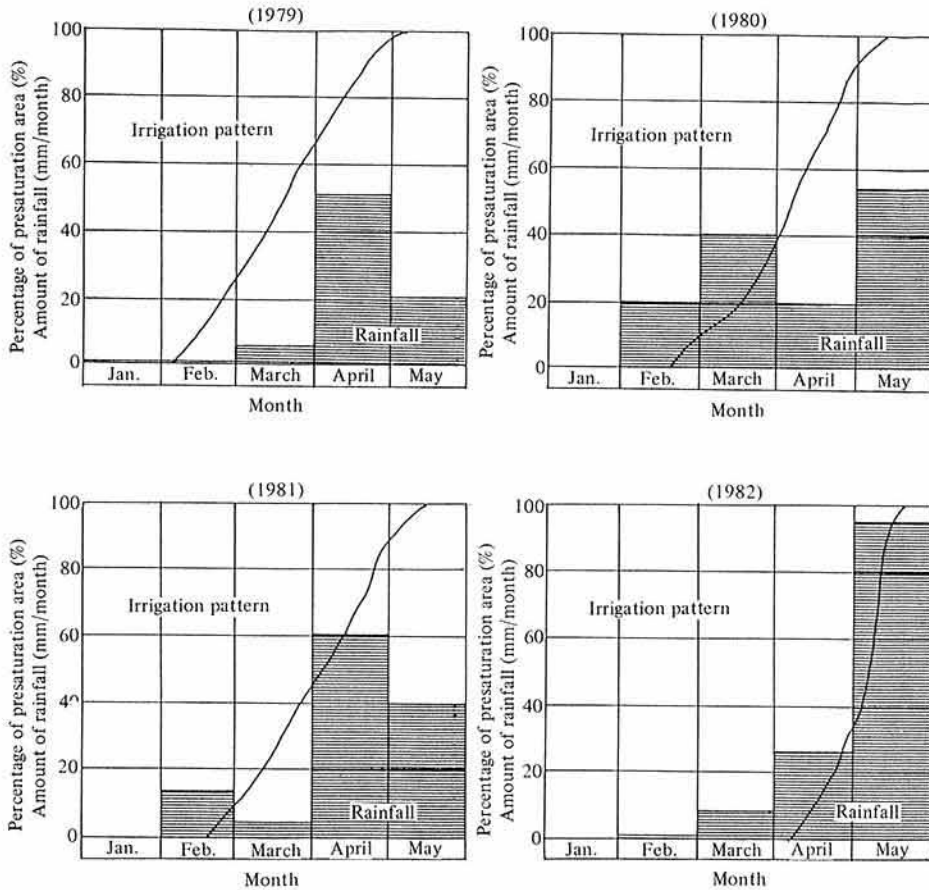 (1979)
Percentage of presaturation area (%)
Amount of rainfall (mm/month)
100
80
60
40
20
0
Irrigation pattern
Rainfall
Jan. Feb. March April May
Month
(1980)
Percentage of presaturation area (%)
Amount of rainfall (mm/month)
100
80
60
40
20
0
Irrigation pattern
Rainfall
Jan. Feb. March April May
Month
(1981)
Percentage of presaturation area (%)
Amount of rainfall (mm/month)
100
80
60
40
20
0
Irrigation pattern
Rainfall
Jan. Feb. March April May
Month
(1982)
Percentage of presaturation area (%)
Amount of rainfall (mm/month)
100
80
60
40
20
0
Irrigation pattern
Rainfall
Jan. Feb. March April May
Month